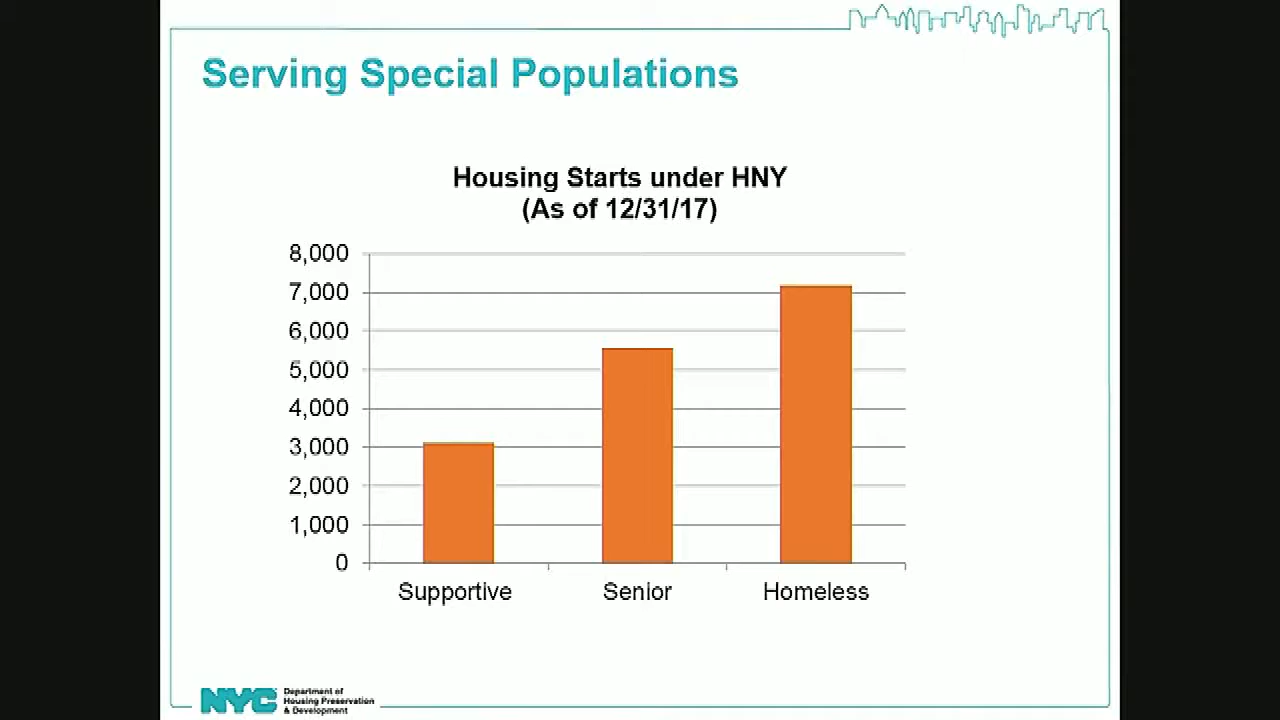 Serving Special Populations
Housing Starts under HNY
(As of 12/31/17)
8,000
7,000
6,000
5,000
4,000
3,000
2,000
1,000
0
Supportive Senior Homeless
NYC
Department of
Housing Preservation
& Development